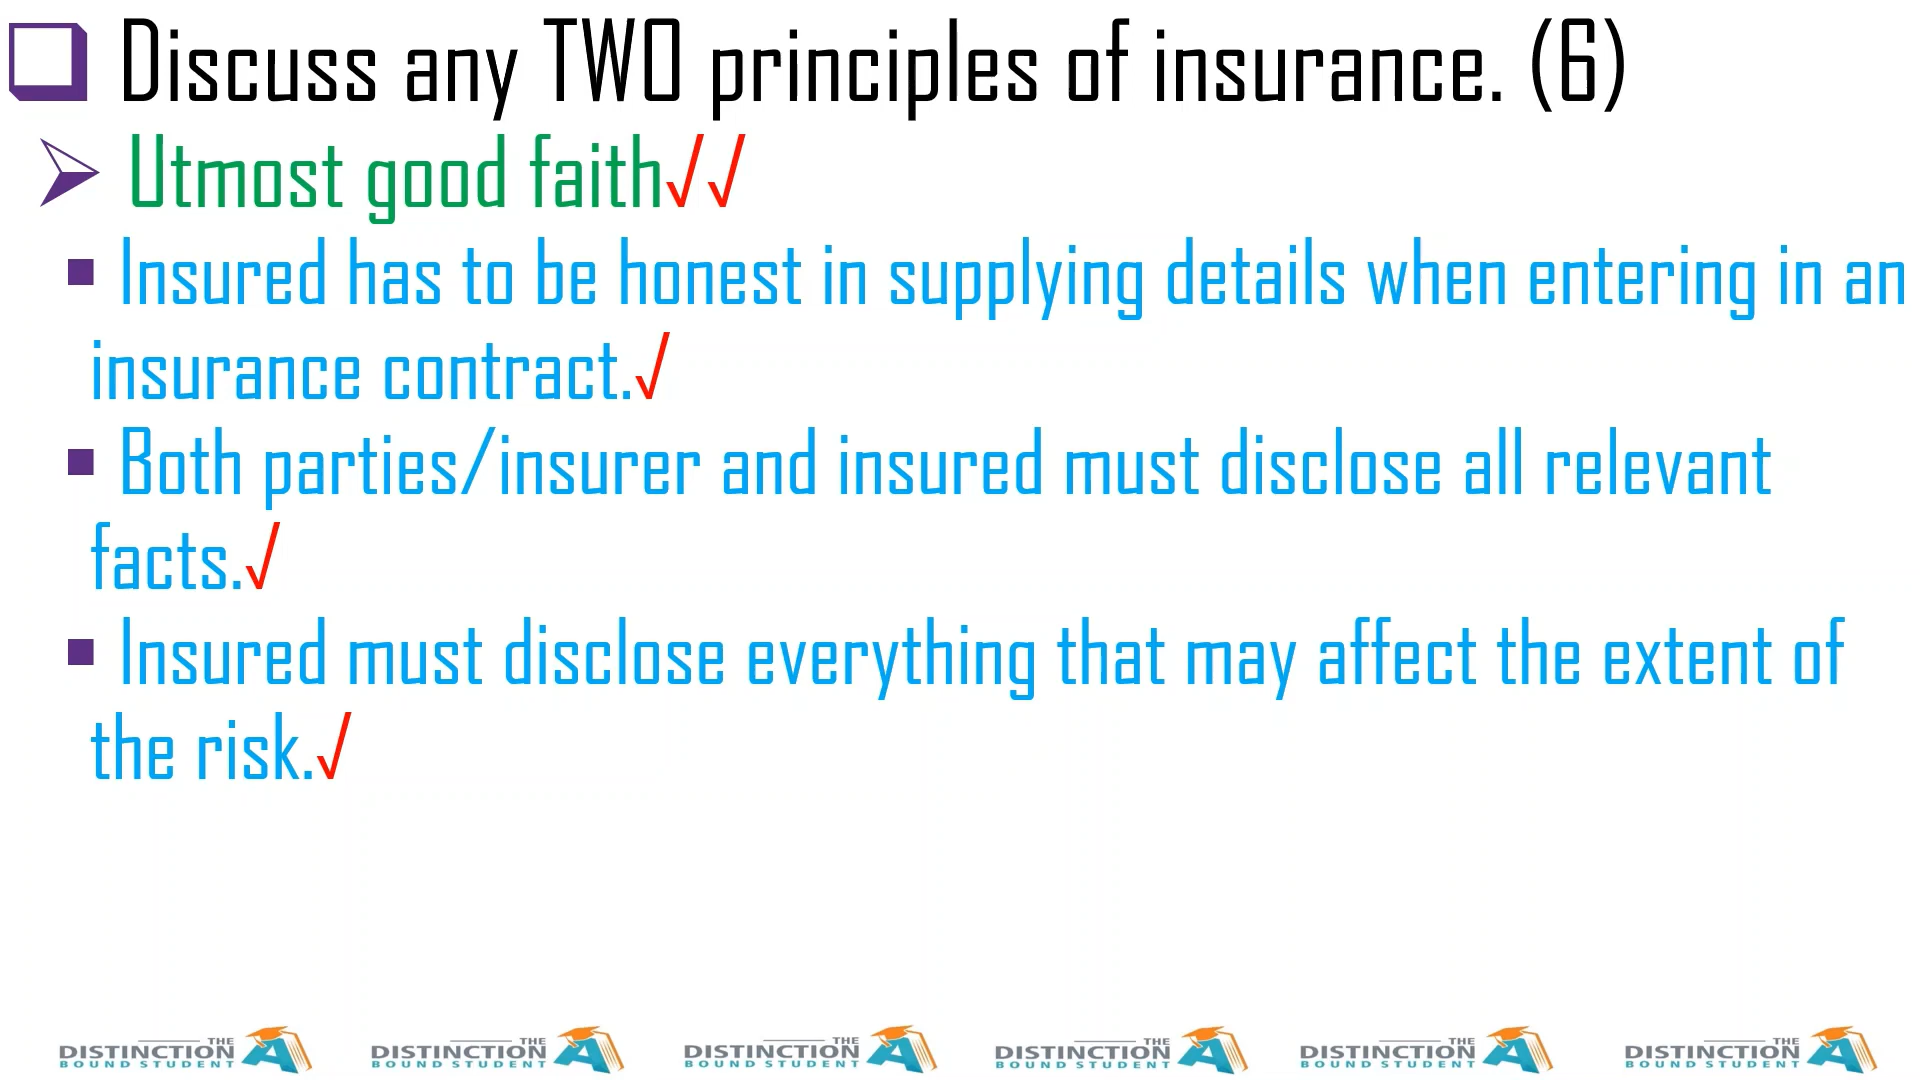 Discuss any TWO principles of insurance. (6)
Utmost good faith√√
Insured has to be honest in supplying details when entering in an
insurance contract.√
Both parties/insurer and insured must disclose all relevant
facts.√
Insured must disclose everything that may affect the extent of
the risk.√
THE DISTINCTION BOUND STUDENT A
THE DISTINCTION BOUND STUDENT A
THE DISTINCTION BOUND STUDENT A
THE DISTINCTION BOUND STUDENT A
THE DISTINCTION BOUND STUDENT A
THE DISTINCTION BOUND STUDENT A